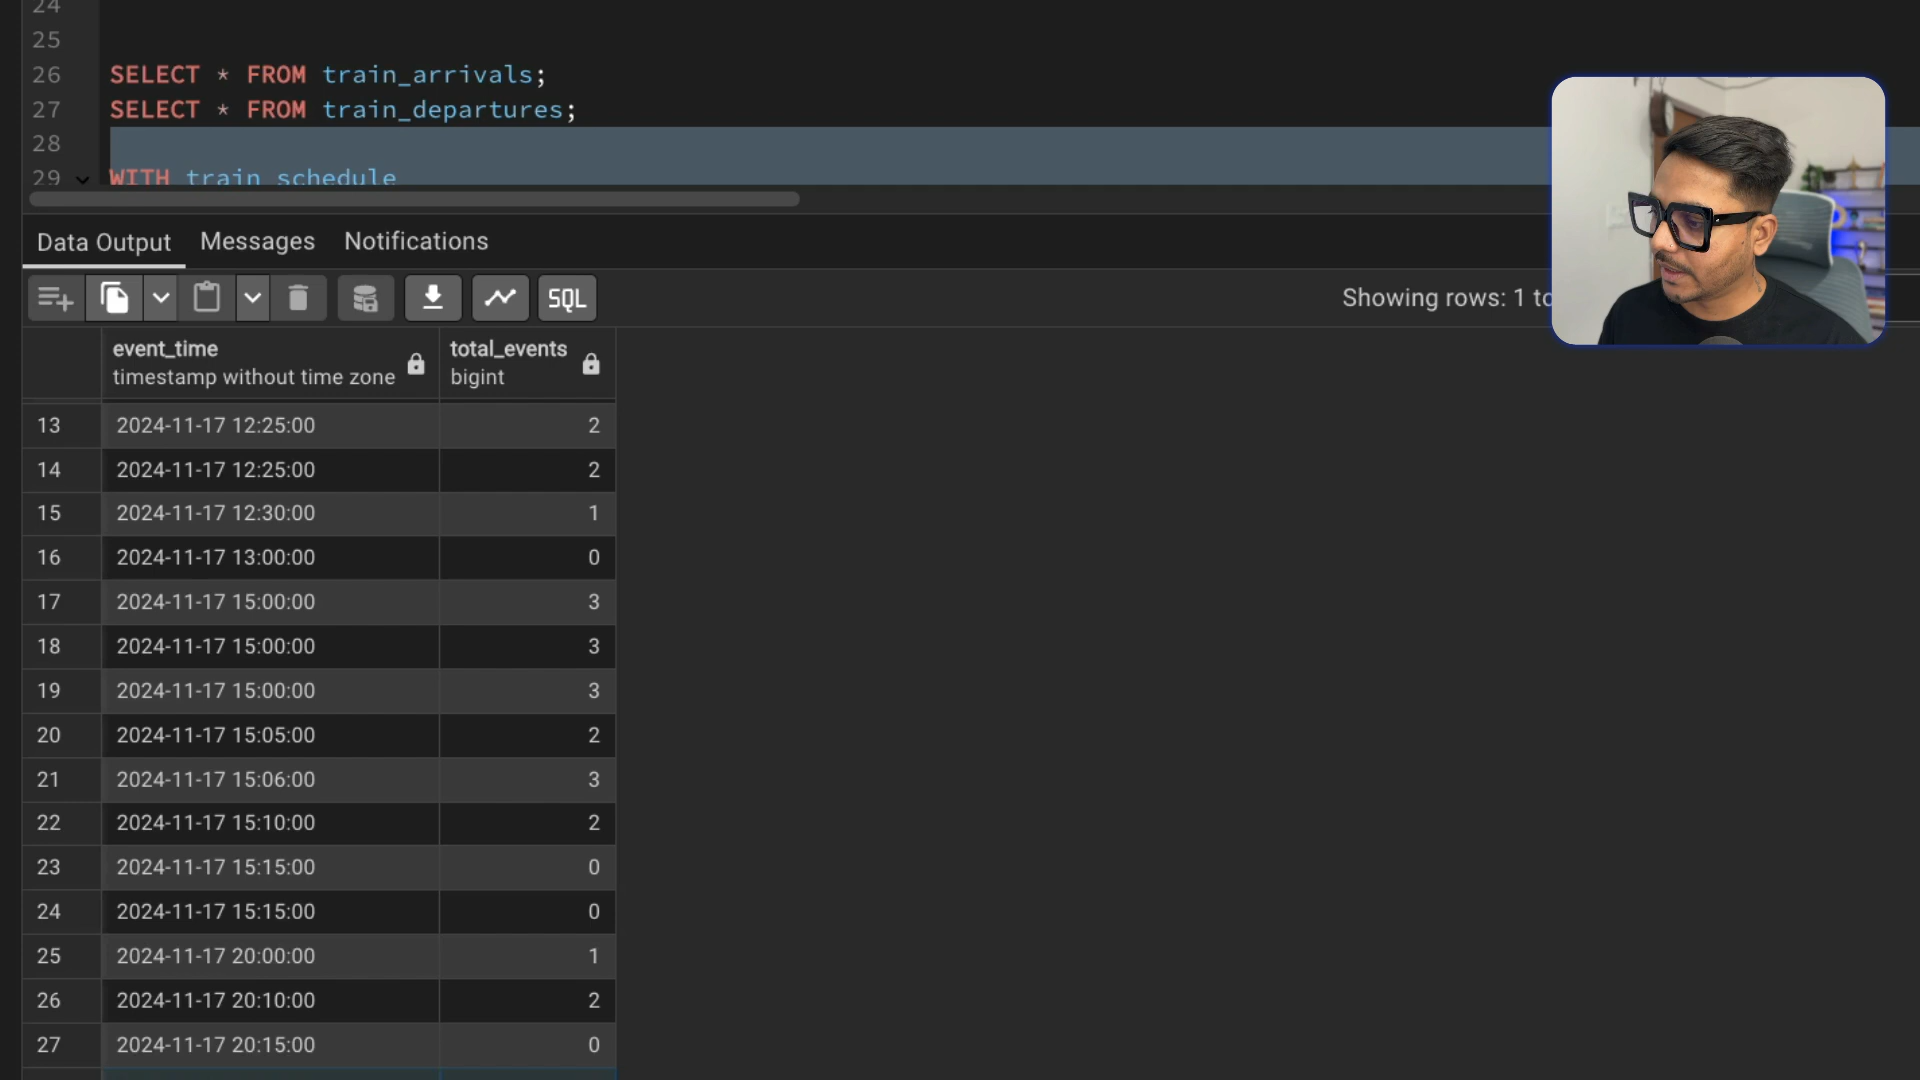 24
25
26 SELECT * FROM train_arrivals;
27 SELECT * FROM train_departures;
28
29 WITH train_schedule
Data Output Messages Notifications
SQL Showing rows: 1 to
event_time total_events
timestamp without time zone bigint
13 2024-11-17 12:25:00 2
14 2024-11-17 12:25:00 2
15 2024-11-17 12:30:00 1
16 2024-11-17 13:00:00 0
17 2024-11-17 15:00:00 3
18 2024-11-17 15:00:00 3
19 2024-11-17 15:00:00 3
20 2024-11-17 15:05:00 2
21 2024-11-17 15:06:00 3
22 2024-11-17 15:10:00 2
23 2024-11-17 15:15:00 0
24 2024-11-17 15:15:00 0
25 2024-11-17 20:00:00 1
26 2024-11-17 20:10:00 2
27 2024-11-17 20:15:00 0